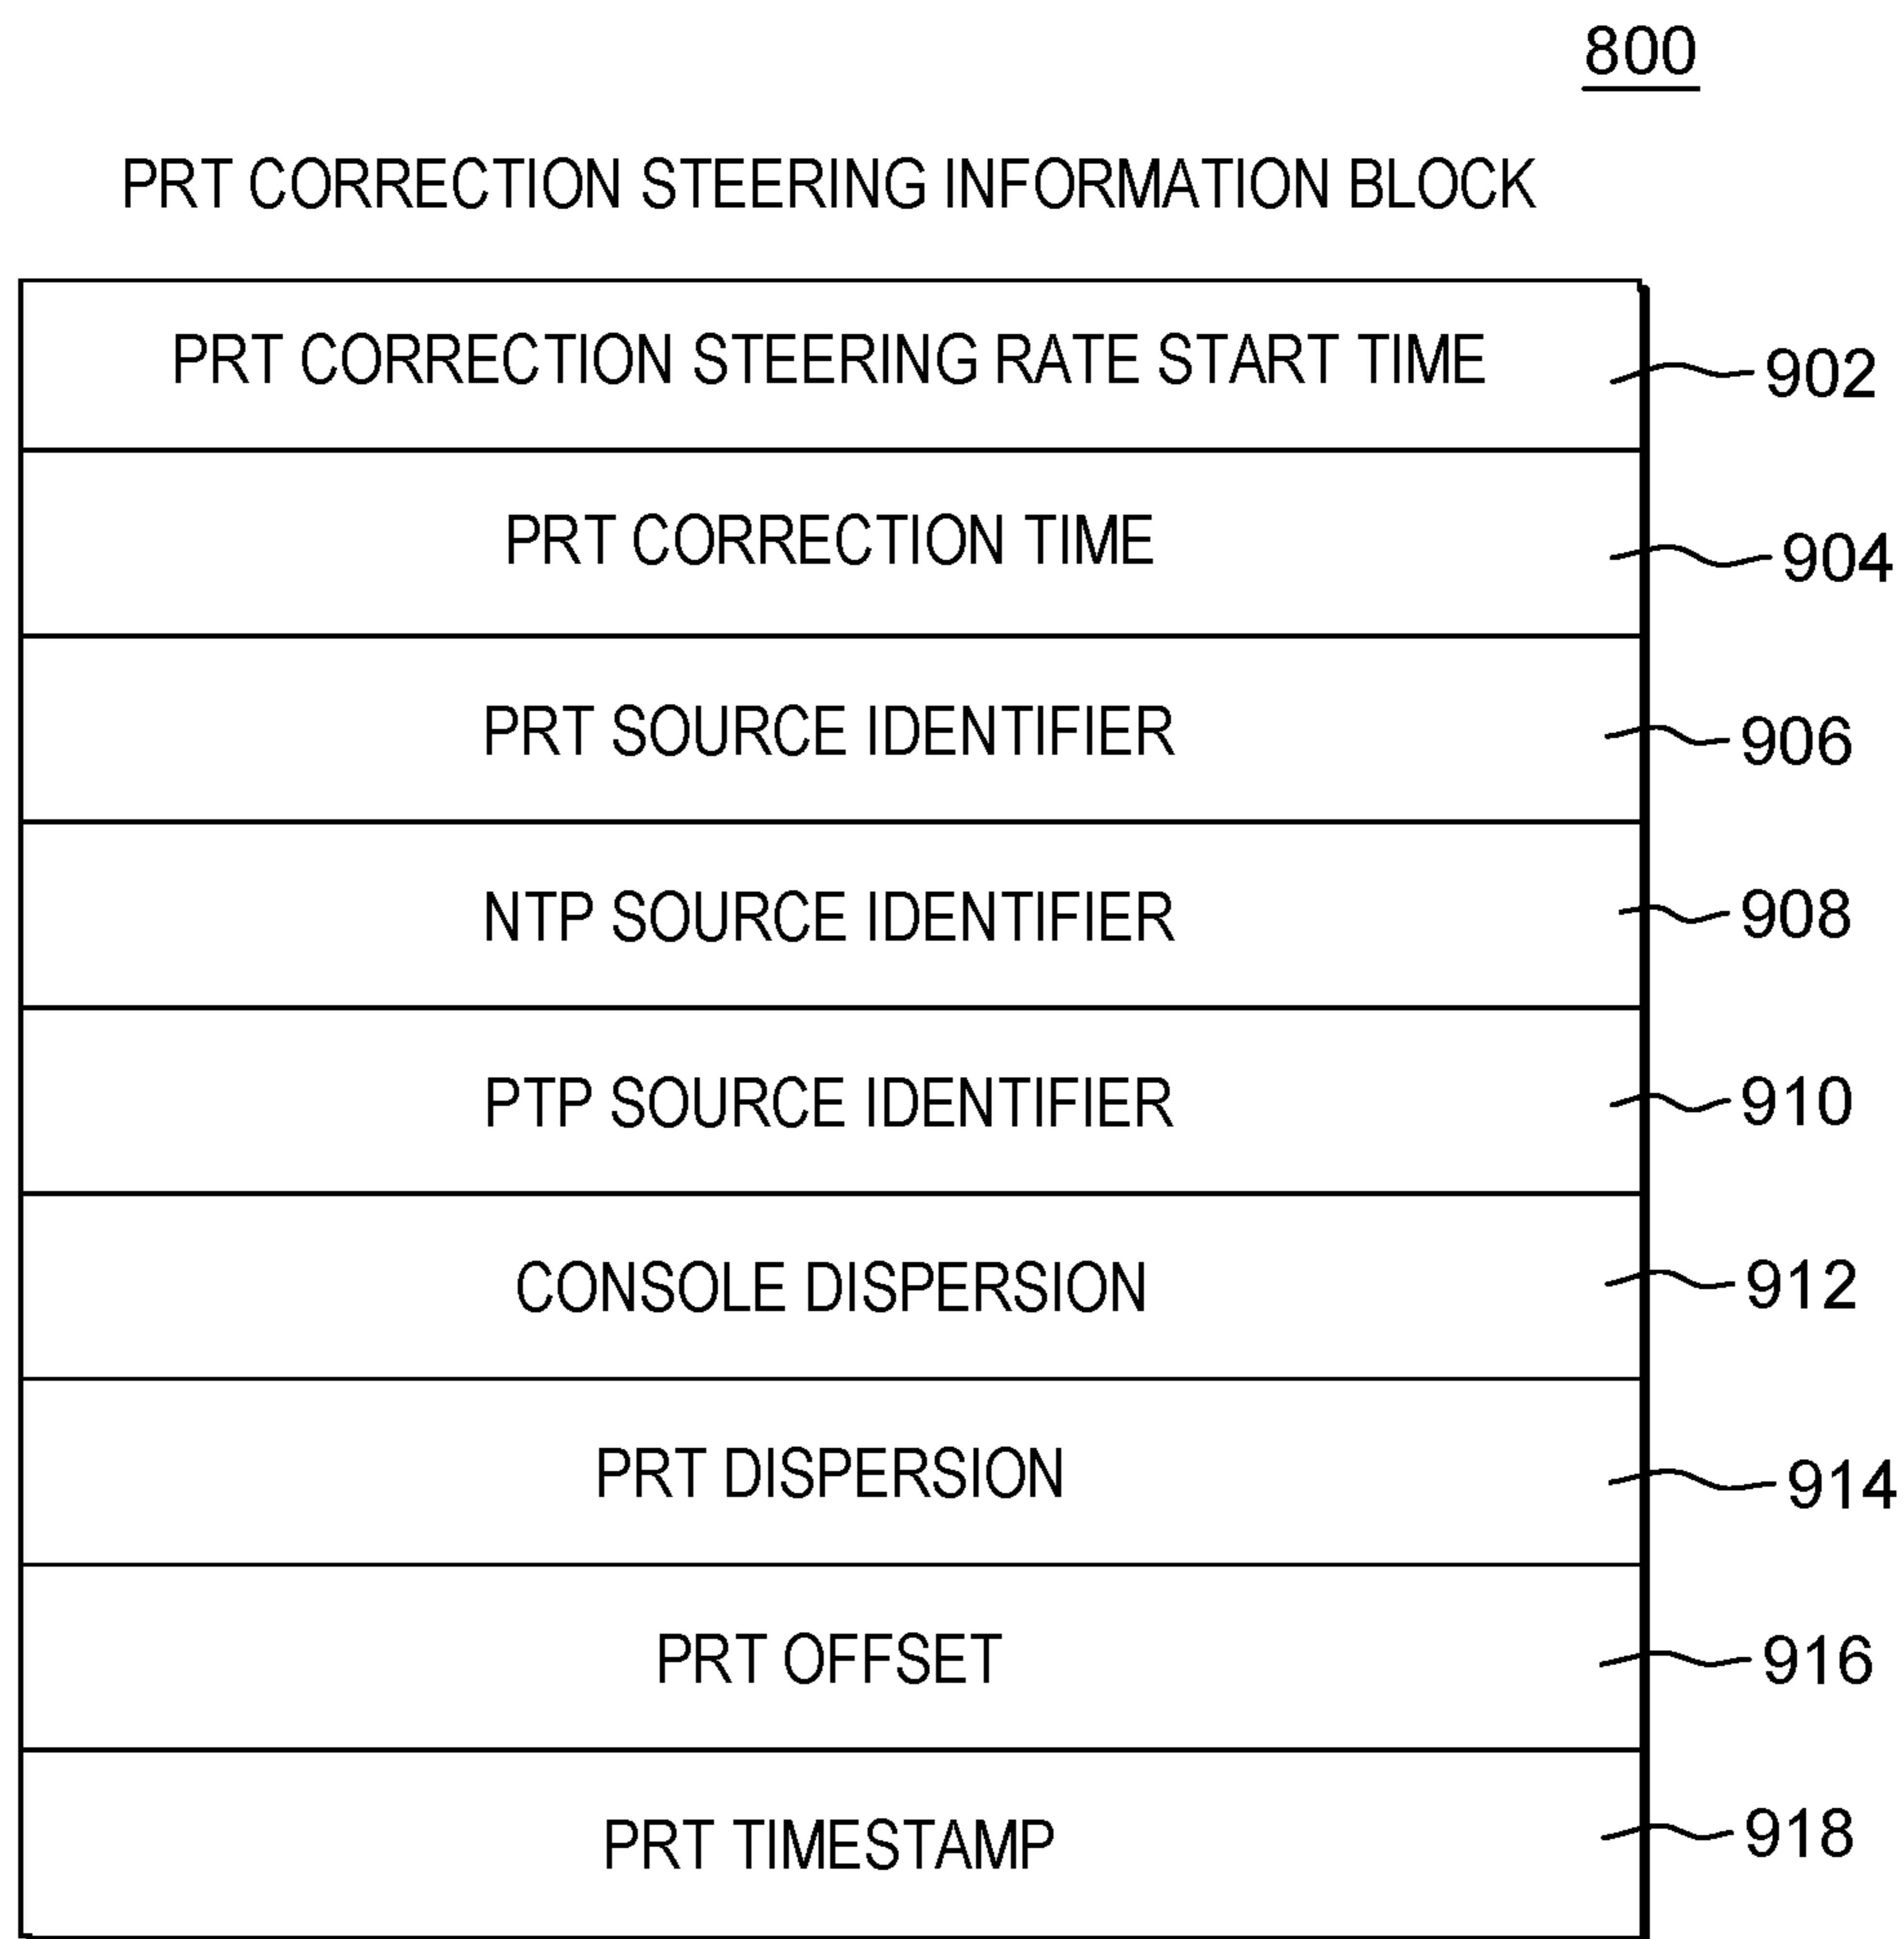 800
PRT CORRECTION STEERING INFORMATION BLOCK
PRT CORRECTION STEERING RATE START TIME 902
PRT CORRECTION TIME 904
PRT SOURCE IDENTIFIER 906
NTP SOURCE IDENTIFIER 908
PTP SOURCE IDENTIFIER 910
CONSOLE DISPERSION 912
PRT DISPERSION 914
PRT OFFSET 916
PRT TIMESTAMP 918